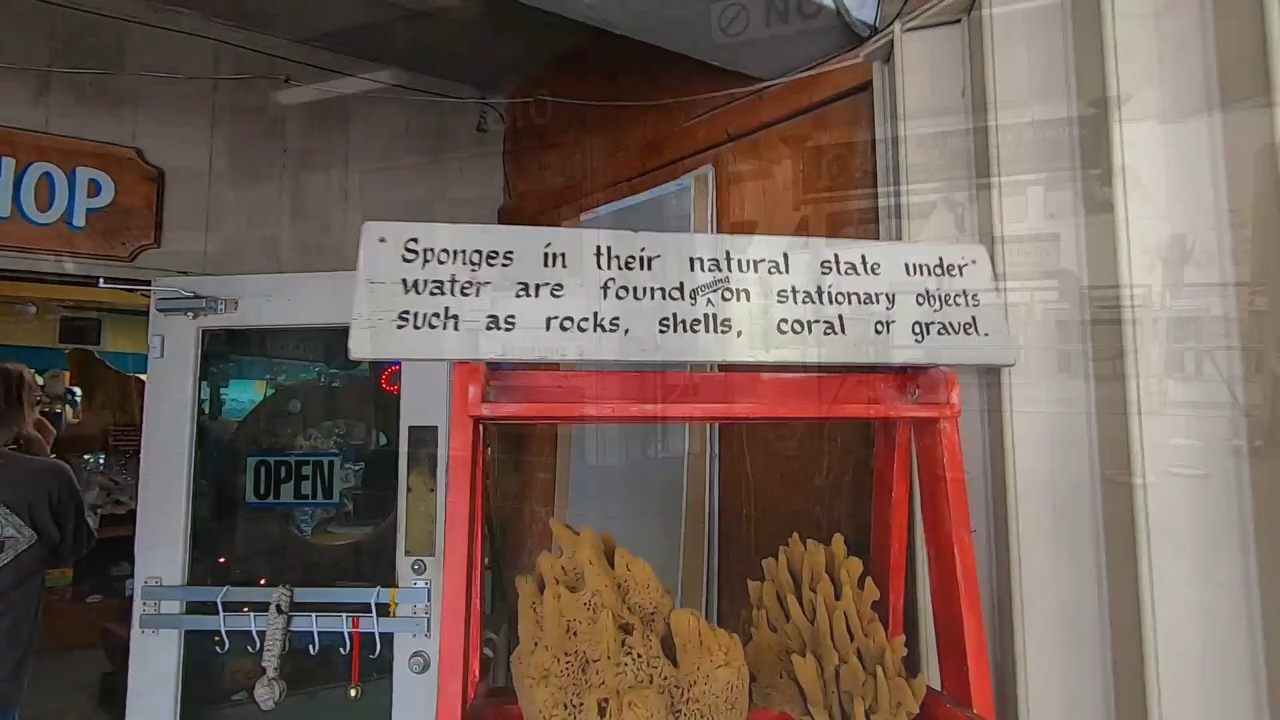 NO
HOP
* Sponges in their natural state under*
water are found growing on stationary objects
such as rocks, shells, coral or gravel.
OPEN